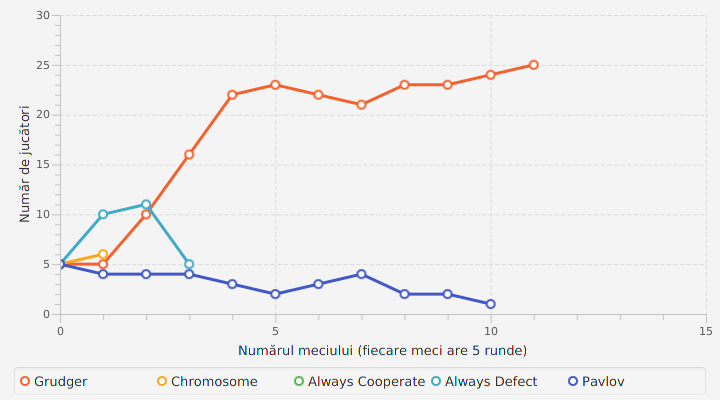 30
25
20
15
10
5
0
Număr de jucători
0 5 10 15
Numărul meciului (fiecare meci are 5 runde)
Grudger Chromosome Always Cooperate Always Defect Pavlov